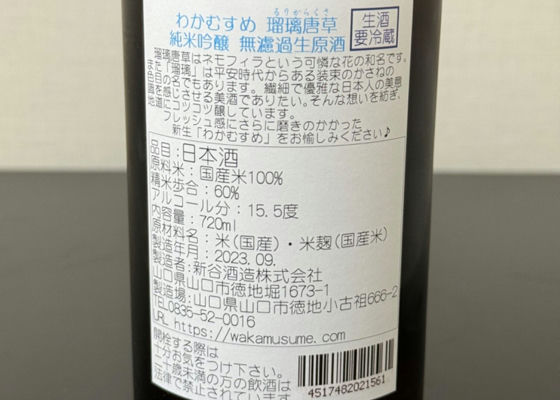 るりからくさ
わかむすめ 瑠璃唐草
純米吟醸 無濾過生原酒
生酒
要冷蔵
瑠璃唐草はネモフィラという可憐な花の和名です。
また「瑠璃」は平安時代からある装束のかさねの
色目の名でもあります。繊細で優雅な日本人の美意
識を感じさせる美酒でありたい。そんな想いを紡ぎ、
地道にコツコツ醸しています。
フレッシュ感にさらに磨きのかかった
新生「わかむすめ」をお愉しみください♪
品目:日本酒
原料米:国産米100%
精米歩合:60%
アルコール分:15.5度
内容量:720ml
原材料名:米(国産)・米麹(国産米)
製造年月:2023.09.
製造者:新谷酒造株式会社
山口県山口市徳地堀1673-1
製造場:山口県山口市徳地小古祖666-2
TEL0835-52-0016
URL https://wakamusume.com
開栓する際は
十分お気をつけ下さい。
二十歳未満の方の飲酒は
法律で禁止されています
4517482021561